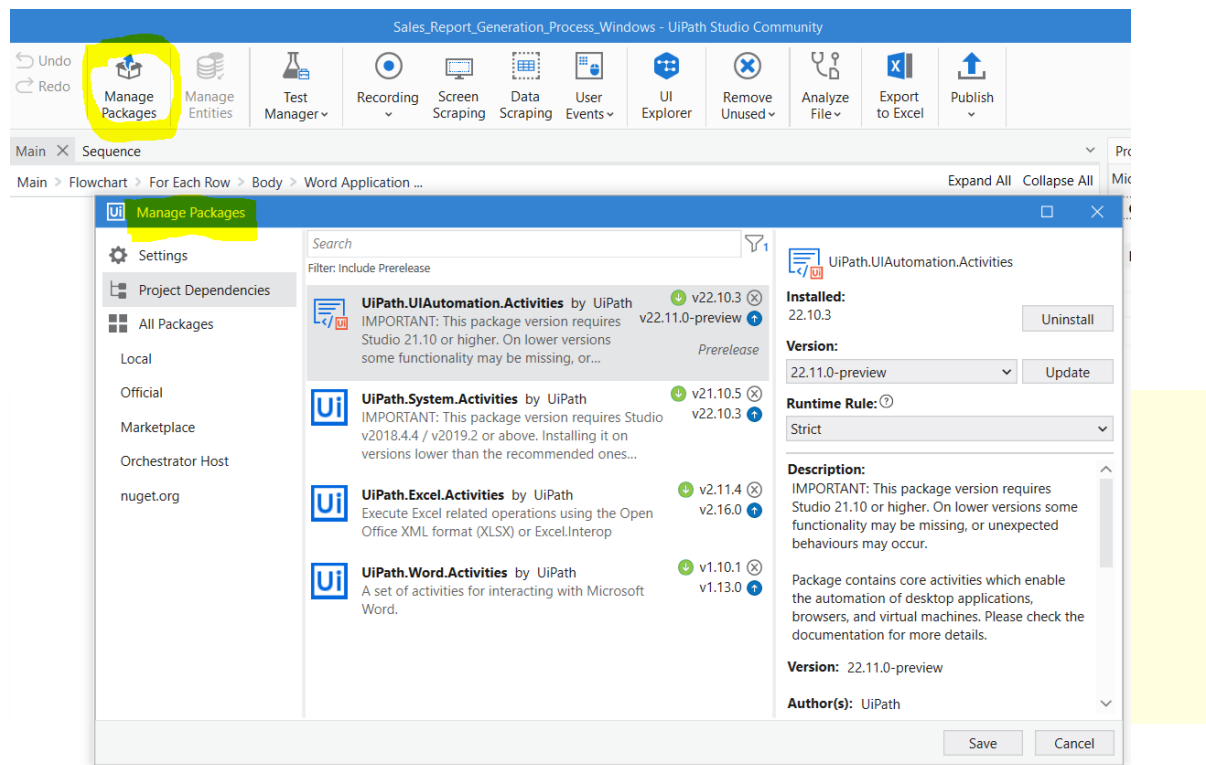 Sales_Report_Generation_Process_Windows - UiPath Studio Community
Undo
Redo
Manage Packages
Manage Entities
Test Manager
Recording
Screen Scraping
Data Scraping
User Events
UI Explorer
Remove Unused
Analyze File
Export to Excel
Publish
Main
Sequence
Main > Flowchart > For Each Row > Body > Word Application ...
Expand All Collapse All
Ui Manage Packages
Settings
Project Dependencies
All Packages
Local
Official
Marketplace
Orchestrator Host
nuget.org
Search
1
Filter: Include Prerelease
UiPath.UIAutomation.Activities by UiPath
v22.10.3
IMPORTANT: This package version requires
v22.11.0-preview
Studio 21.10 or higher. On lower versions
some functionality may be missing, or...
Prerelease
Ui
UiPath.System.Activities by UiPath
v21.10.5
IMPORTANT: This package version requires Studio
v22.10.3
v2018.4.4 / v2019.2 or above. Installing it on
versions lower than the recommended ones...
Ui
UiPath.Excel.Activities by UiPath
v2.11.4
Execute Excel related operations using the Open
v2.16.0
Office XML format (XLSX) or Excel.Interop
Ui
UiPath.Word.Activities by UiPath
v1.10.1
A set of activities for interacting with Microsoft
v1.13.0
Word.
UiPath.UIAutomation.Activities
Installed:
22.10.3
Uninstall
Version:
22.11.0-preview
Update
Runtime Rule:
Strict
Description:
IMPORTANT: This package version requires
Studio 21.10 or higher. On lower versions some
functionality may be missing, or unexpected
behaviours may occur.
Package contains core activities which enable
the automation of desktop applications,
browsers, and virtual machines. Please check the
documentation for more details.
Version: 22.11.0-preview
Author(s): UiPath
Save
Cancel